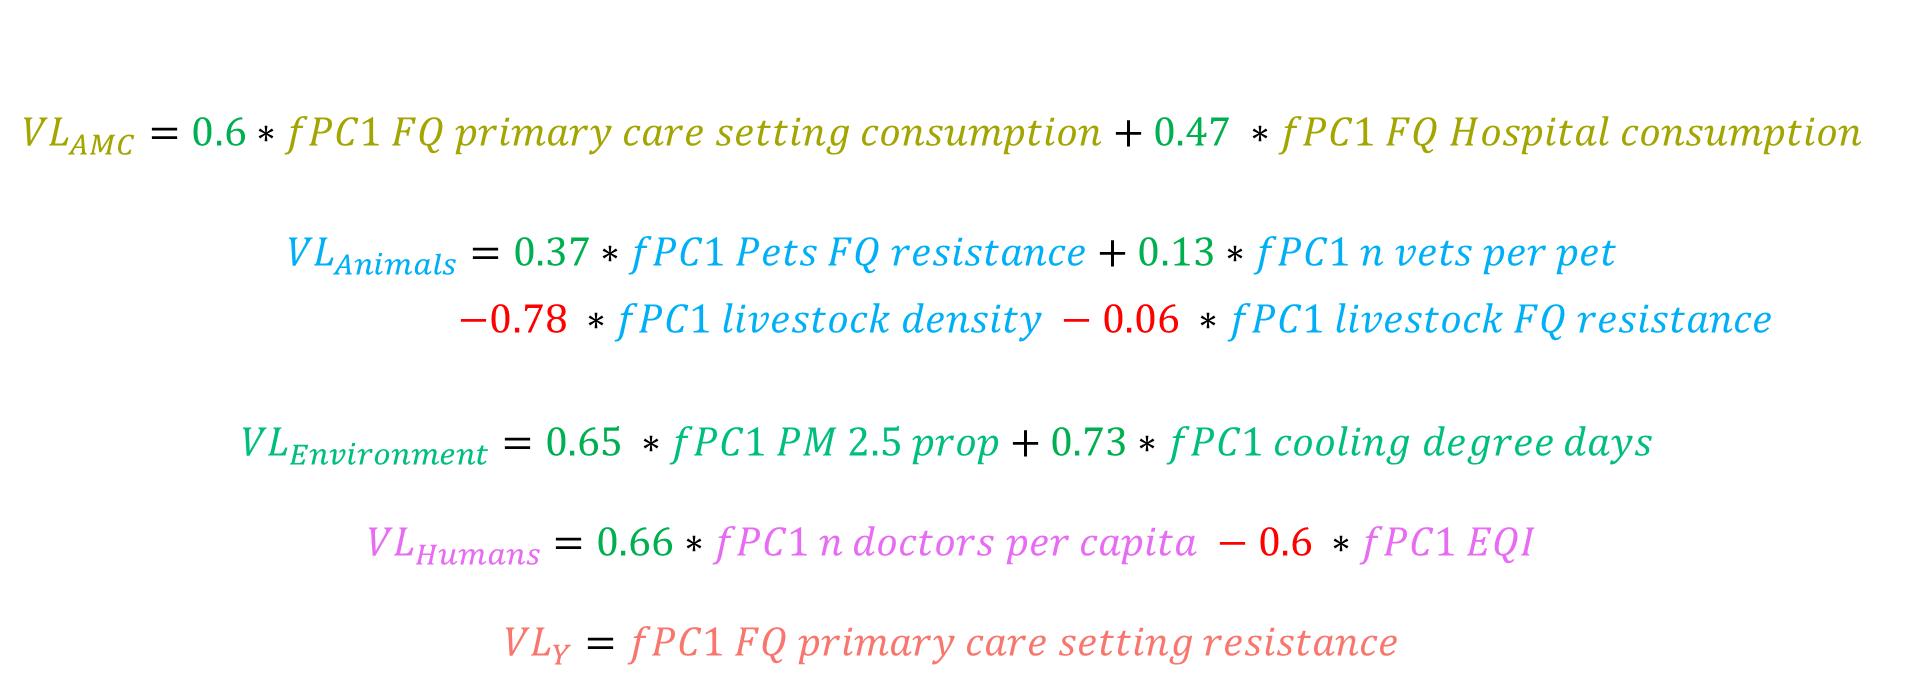 VL_AMC = 0.6 * fPC1 FQ primary care setting consumption + 0.47 * fPC1 FQ Hospital consumption
VL_Animals = 0.37 * fPC1 Pets FQ resistance + 0.13 * fPC1 n vets per pet
−0.78 * fPC1 livestock density − 0.06 * fPC1 livestock FQ resistance
VL_Environment = 0.65 * fPC1 PM 2.5 prop + 0.73 * fPC1 cooling degree days
VL_Humans = 0.66 * fPC1 n doctors per capita − 0.6 * fPC1 EQI
VL_Y = fPC1 FQ primary care setting resistance